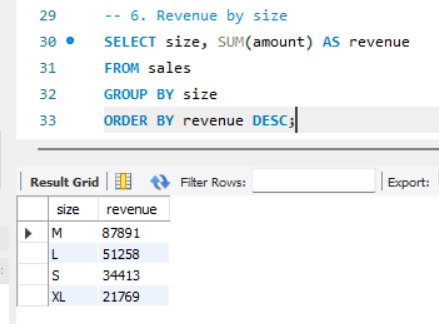 29 -- 6. Revenue by size
30 SELECT size, SUM(amount) AS revenue
31 FROM sales
32 GROUP BY size
33 ORDER BY revenue DESC;
Result Grid Filter Rows: Export:
size revenue
M 87891
L 51258
S 34413
XL 21769